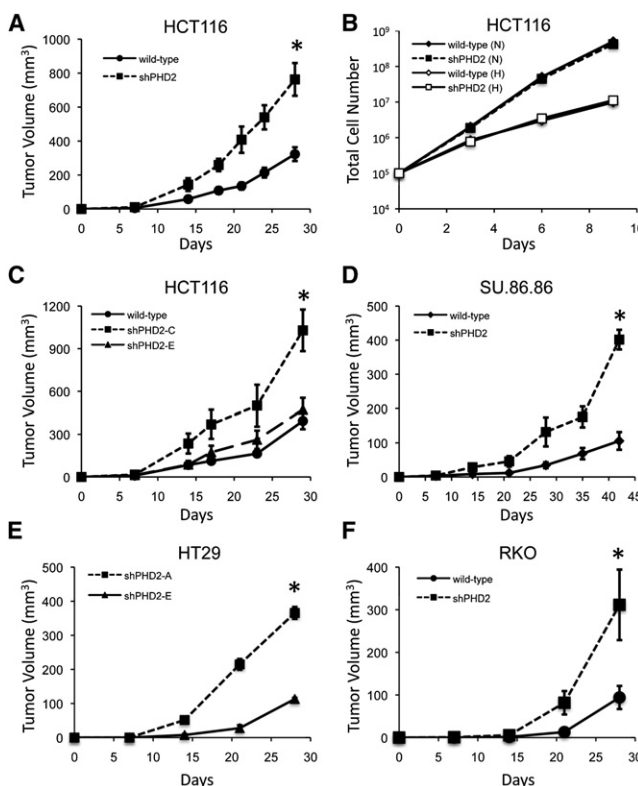 A
HCT116
wild-type
shPHD2
*
Tumor Volume (mm³)
1000
800
600
400
200
0
0 5 10 15 20 25 30
Days
B
HCT116
wild-type (N)
shPHD2 (N)
wild-type (H)
shPHD2 (H)
Total Cell Number
10⁹
10⁸
10⁷
10⁶
10⁵
10⁴
0 2 4 6 8 10
Days
C
HCT116
wild-type
shPHD2-C
shPHD2-E
*
Tumor Volume (mm³)
1200
900
600
300
0
0 5 10 15 20 25 30
Days
D
SU.86.86
wild-type
shPHD2
*
Tumor Volume (mm³)
500
400
300
200
100
0
0 5 10 15 20 25 30 35 40 45
Days
E
HT29
shPHD2-A
shPHD2-E
*
Tumor Volume (mm³)
500
400
300
200
100
0
0 5 10 15 20 25 30
Days
F
RKO
wild-type
shPHD2
*
Tumor Volume (mm³)
400
300
200
100
0
0 5 10 15 20 25 30
Days